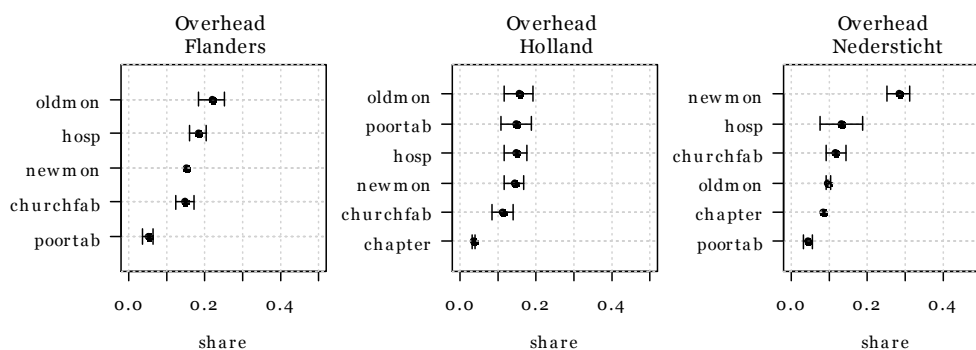 Overhead
Flanders
oldmon
hosp
newmon
churchfab
poortab
0.0 0.2 0.4
share
Overhead
Holland
oldmon
poortab
hosp
newmon
churchfab
chapter
0.0 0.2 0.4
share
Overhead
Nedersticht
newmon
hosp
churchfab
oldmon
chapter
poortab
0.0 0.2 0.4
share